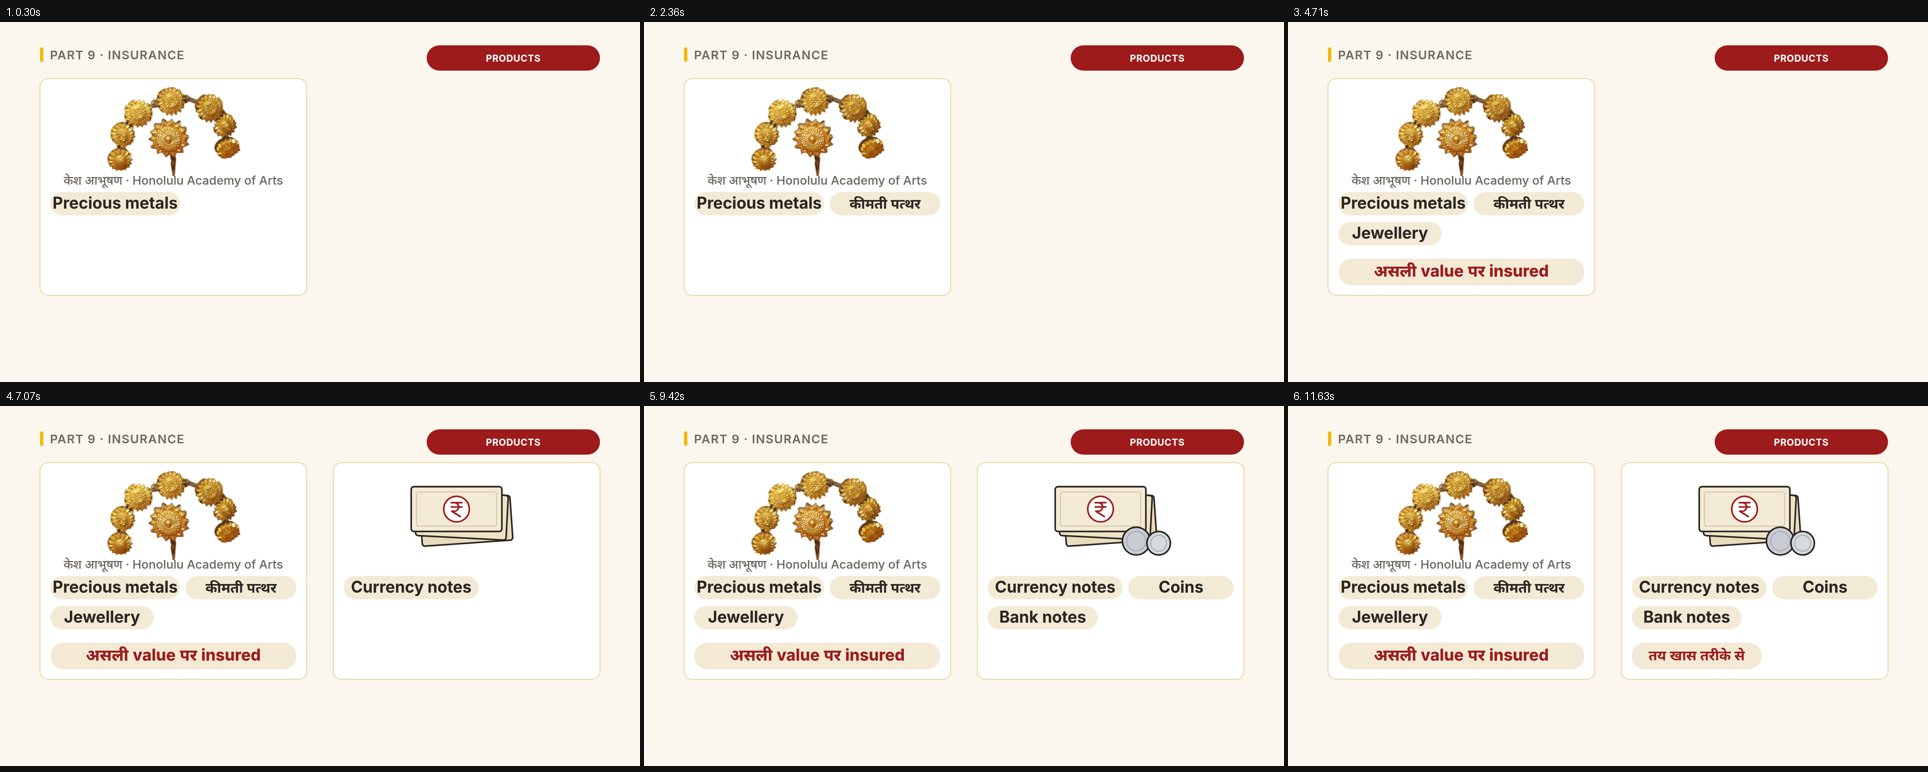 1. 0.30s
PART 9 · INSURANCE
PRODUCTS
केश आभूषण · Honolulu Academy of Arts
Precious metals
2. 2.36s
PART 9 · INSURANCE
PRODUCTS
केश आभूषण · Honolulu Academy of Arts
Precious metals कीमती पत्थर
3. 4.71s
PART 9 · INSURANCE
PRODUCTS
केश आभूषण · Honolulu Academy of Arts
Precious metals कीमती पत्थर
Jewellery
असली value पर insured
4. 7.07s
PART 9 · INSURANCE
PRODUCTS
केश आभूषण · Honolulu Academy of Arts
Precious metals कीमती पत्थर
Jewellery
असली value पर insured
₹
Currency notes
5. 9.42s
PART 9 · INSURANCE
PRODUCTS
केश आभूषण · Honolulu Academy of Arts
Precious metals कीमती पत्थर
Jewellery
असली value पर insured
₹
Currency notes Coins
Bank notes
6. 11.63s
PART 9 · INSURANCE
PRODUCTS
केश आभूषण · Honolulu Academy of Arts
Precious metals कीमती पत्थर
Jewellery
असली value पर insured
₹
Currency notes Coins
Bank notes
तय खास तरीके से